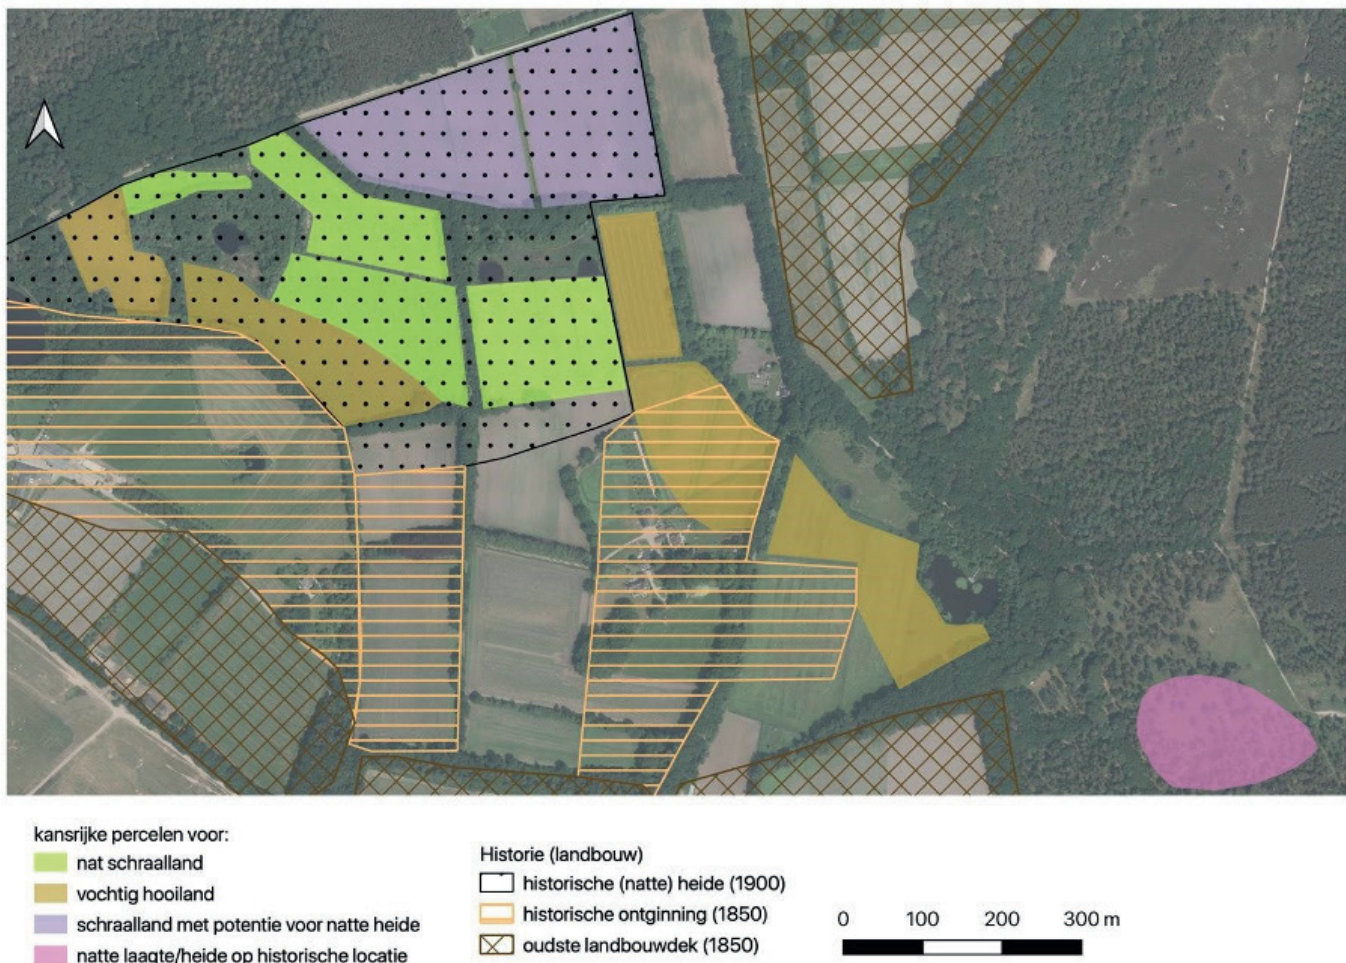 kansrijke percelen voor:
nat schraalland
vochtig hooiland
schraalland met potentie voor natte heide
natte laagte/heide op historische locatie
Historie (landbouw)
historische (natte) heide (1900)
historische ontginning (1850)
oudste landbouwdek (1850)
0 100 200 300 m